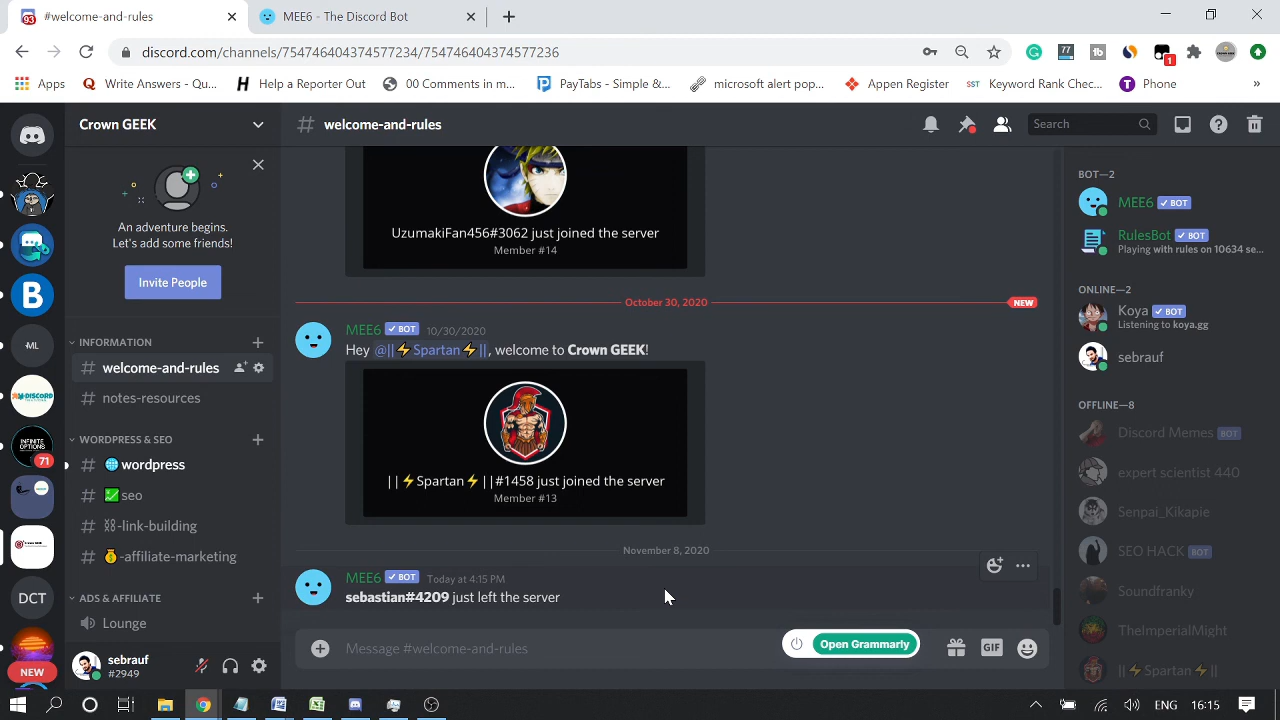 93
#welcome-and-rules
MEE6 - The Discord Bot
discord.com/channels/754746404374577234/754746404374577236
77
tb
1
Apps
Write Answers - Qu...
Help a Reporter Out
00 Comments in m...
PayTabs - Simple &...
microsoft alert pop...
Appen Register
SST
Keyword Rank Chec...
Phone
»
Crown GEEK
# welcome-and-rules
Search
An adventure begins.
Let's add some friends!
Invite People
INFORMATION
# welcome-and-rules
# notes-resources
WORDPRESS & SEO
# 🌐wordpress
# 💹seo
# ⛓-link-building
# 💰-affiliate-marketing
ADS & AFFILIATE
Lounge
sebrauf
#2949
B
ML
INFINITE
OPTIONS
71
DCT
NEW
UzumakiFan456#3062 just joined the server
Member #14
October 30, 2020
NEW
MEE6 ✓ BOT 10/30/2020
Hey @||⚡Spartan⚡||, welcome to Crown GEEK!
||⚡Spartan⚡||#1458 just joined the server
Member #13
November 8, 2020
MEE6 ✓ BOT Today at 4:15 PM
sebastian#4209 just left the server
Message #welcome-and-rules
Open Grammarly
GIF
BOT—2
MEE6 ✓ BOT
RulesBot ✓ BOT
Playing with rules on 10634 se...
ONLINE—2
Koya ✓ BOT
Listening to koya.gg
sebrauf
OFFLINE—8
Discord Memes BOT
expert scientist 440
Senpai_Kikapie
SEO HACK BOT
Soundfranky
TheImperialMight
||⚡Spartan⚡||
ENG
16:15